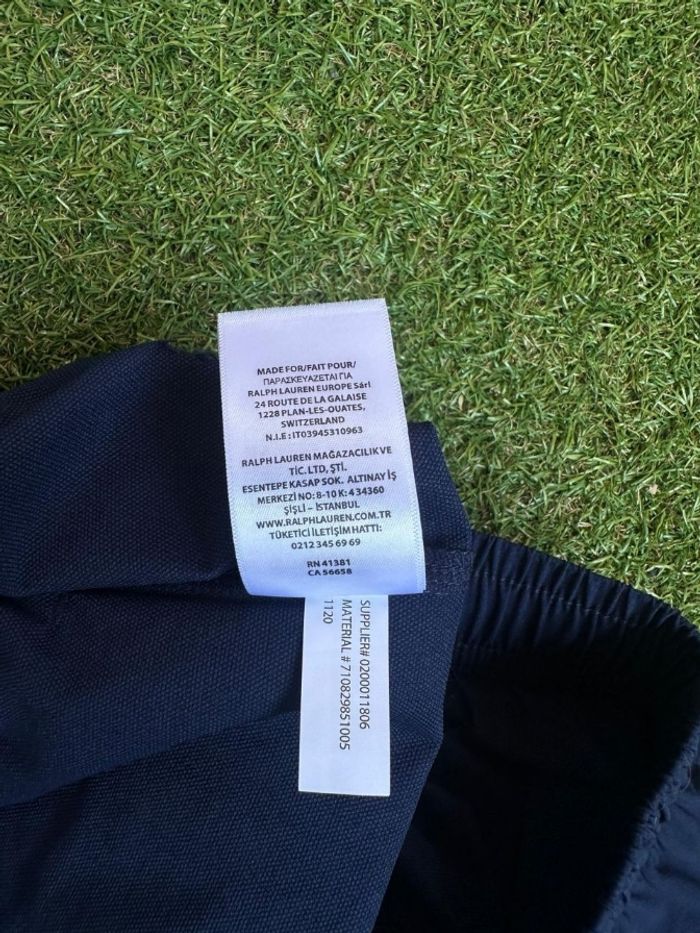 MADE FOR/FAIT POUR/
ΠΑΡΑΣΚΕΥΑΖΕΤΑΙ ΓΙΑ
RALPH LAUREN EUROPE Sárl
24 ROUTE DE LA GALAISE
1228 PLAN-LES-OUATES,
SWITZERLAND
N.I.E : IT03945310963
RALPH LAUREN MAĞAZACILIK VE
TİC. LTD, ŞTİ.
ESENTEPE KASAP SOK. ALTINAY İŞ
MERKEZİ NO: 8-10 K: 4 34360
ŞİŞLİ – İSTANBUL
WWW.RALPHLAUREN.COM.TR
TÜKETİCİ İLETİŞİM HATTI:
0212 345 69 69
RN 41381
CA 56658
SUPPLIER# 0200011806
MATERIAL # 710829851005
1120